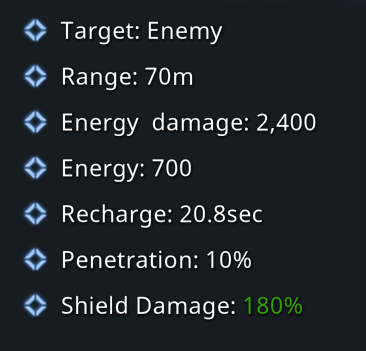 Target: Enemy
Range: 70m
Energy  damage: 2,400
Energy: 700
Recharge: 20.8sec
Penetration: 10%
Shield Damage: 180%